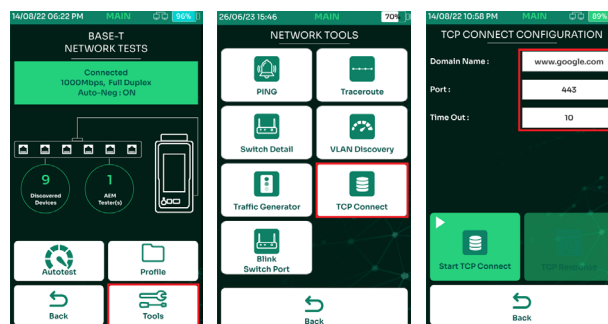 14/08/22 06:22 PM MAIN 96%
BASE-T
NETWORK TESTS
Connected
1000Mbps, Full Duplex
Auto-Neg : ON
9
Discovered
Devices
1
AEM
Tester(s)
Autotest
Profile
Back
Tools
26/06/23 15:46 MAIN 70%
NETWORK TOOLS
PING
Traceroute
Switch Detail
VLAN Discovery
Traffic Generator
TCP Connect
Blink
Switch Port
Back
14/08/22 10:58 PM MAIN 89%
TCP CONNECT CONFIGURATION
Domain Name : www.google.com
Port : 443
Time Out : 10
Start TCP Connect
TCP Response
Back